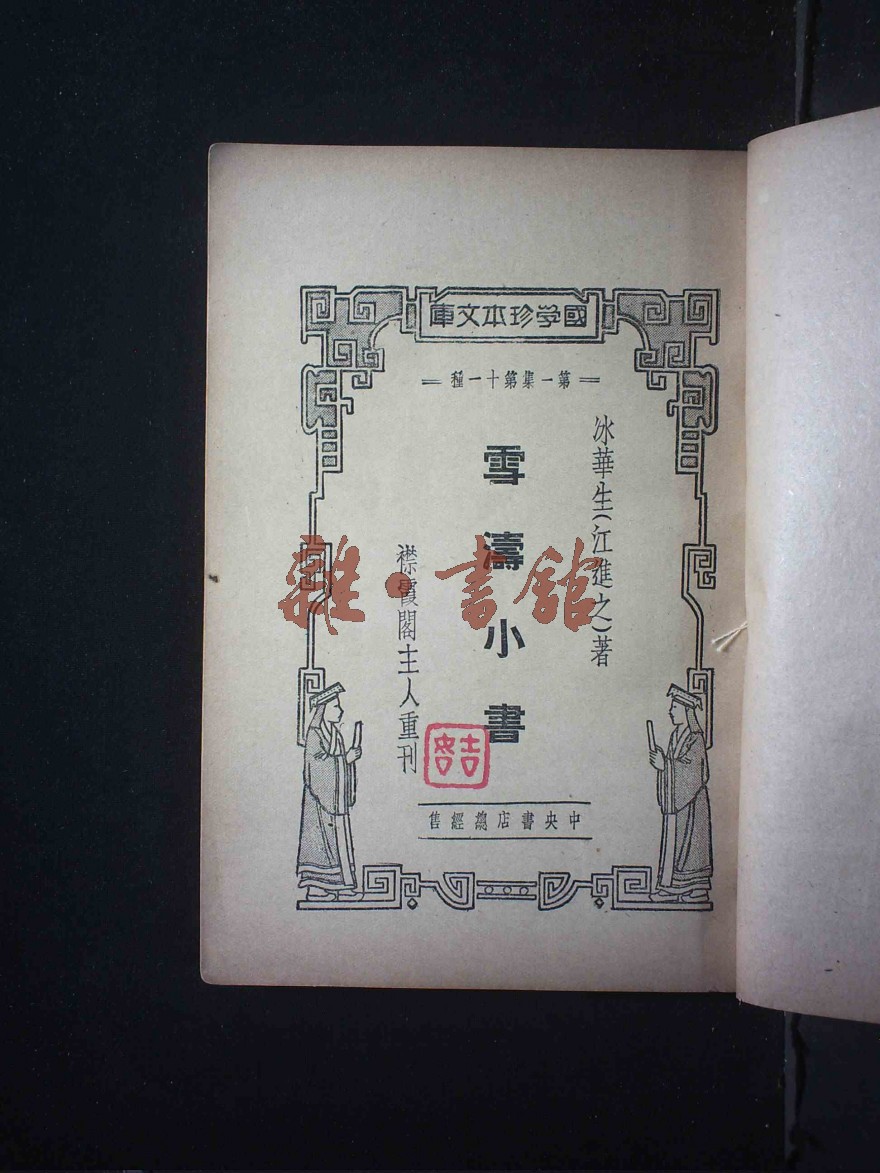 國学珍本文庫
第一集第十一種
冰華生(江進之)著
雪濤小書
襟霞閣主人重刊
中央書店總經售
雜·書館